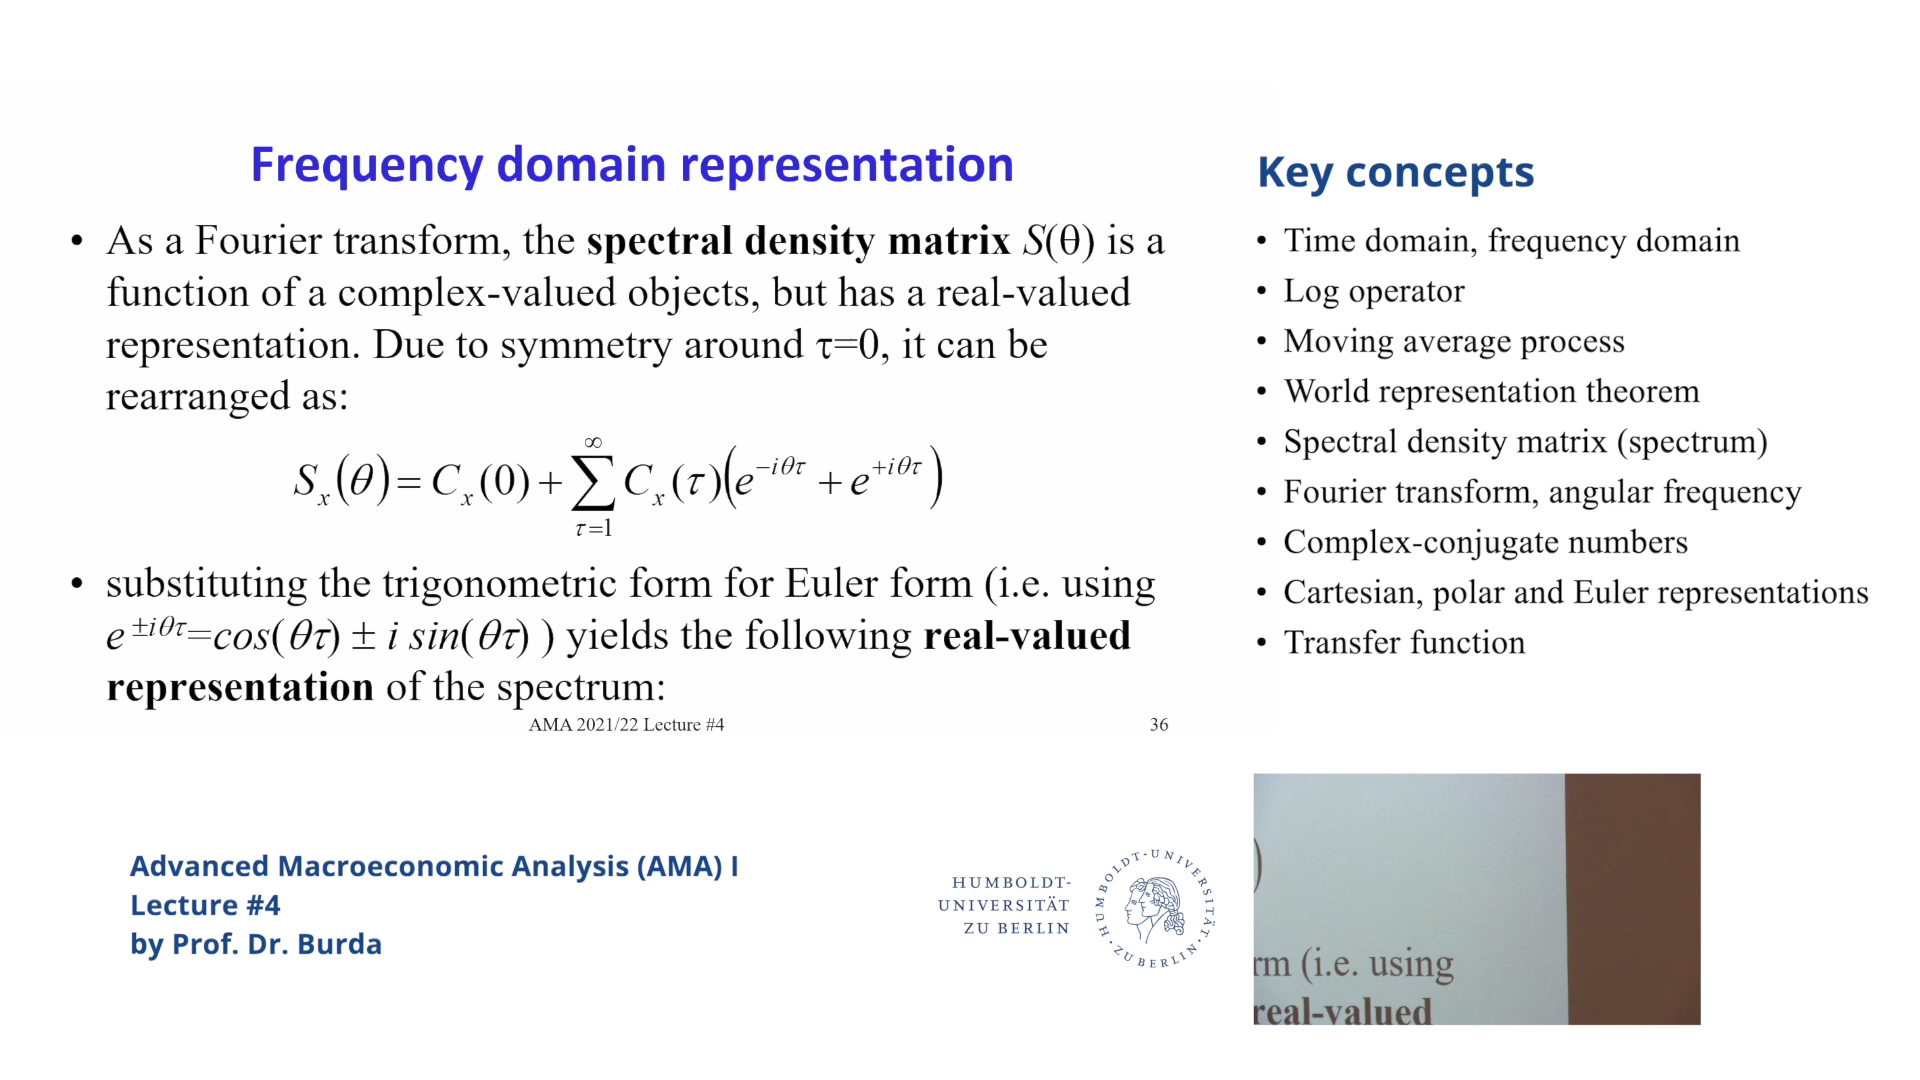 Frequency domain representation
• As a Fourier transform, the spectral density matrix S(θ) is a
function of a complex-valued objects, but has a real-valued
representation. Due to symmetry around τ=0, it can be
rearranged as:
S_x(θ) = C_x(0) + ∑_{τ=1}^{∞} C_x(τ)(e^{−iθτ} + e^{+iθτ})
• substituting the trigonometric form for Euler form (i.e. using
e^{±iθτ}=cos(θτ) ± i sin(θτ) ) yields the following real-valued
representation of the spectrum:
AMA 2021/22 Lecture #4
36
Key concepts
• Time domain, frequency domain
• Log operator
• Moving average process
• World representation theorem
• Spectral density matrix (spectrum)
• Fourier transform, angular frequency
• Complex-conjugate numbers
• Cartesian, polar and Euler representations
• Transfer function
Advanced Macroeconomic Analysis (AMA) I
Lecture #4
by Prof. Dr. Burda
HUMBOLDT-
UNIVERSITÄT
ZU BERLIN
HUMBOLDT-UNIVERSITÄT · ZU BERLIN ·
)
rm (i.e. using
real-valued